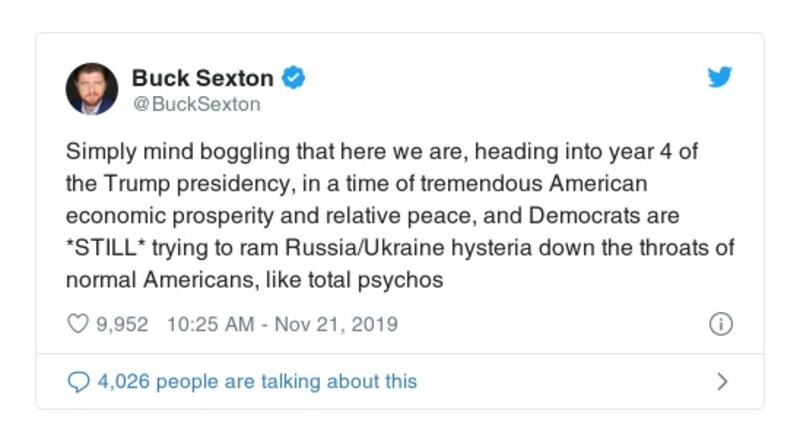 Buck Sexton
@BuckSexton
Simply mind boggling that here we are, heading into year 4 of
the Trump presidency, in a time of tremendous American
economic prosperity and relative peace, and Democrats are
*STILL* trying to ram Russia/Ukraine hysteria down the throats of
normal Americans, like total psychos
9,952 10:25 AM - Nov 21, 2019
4,026 people are talking about this